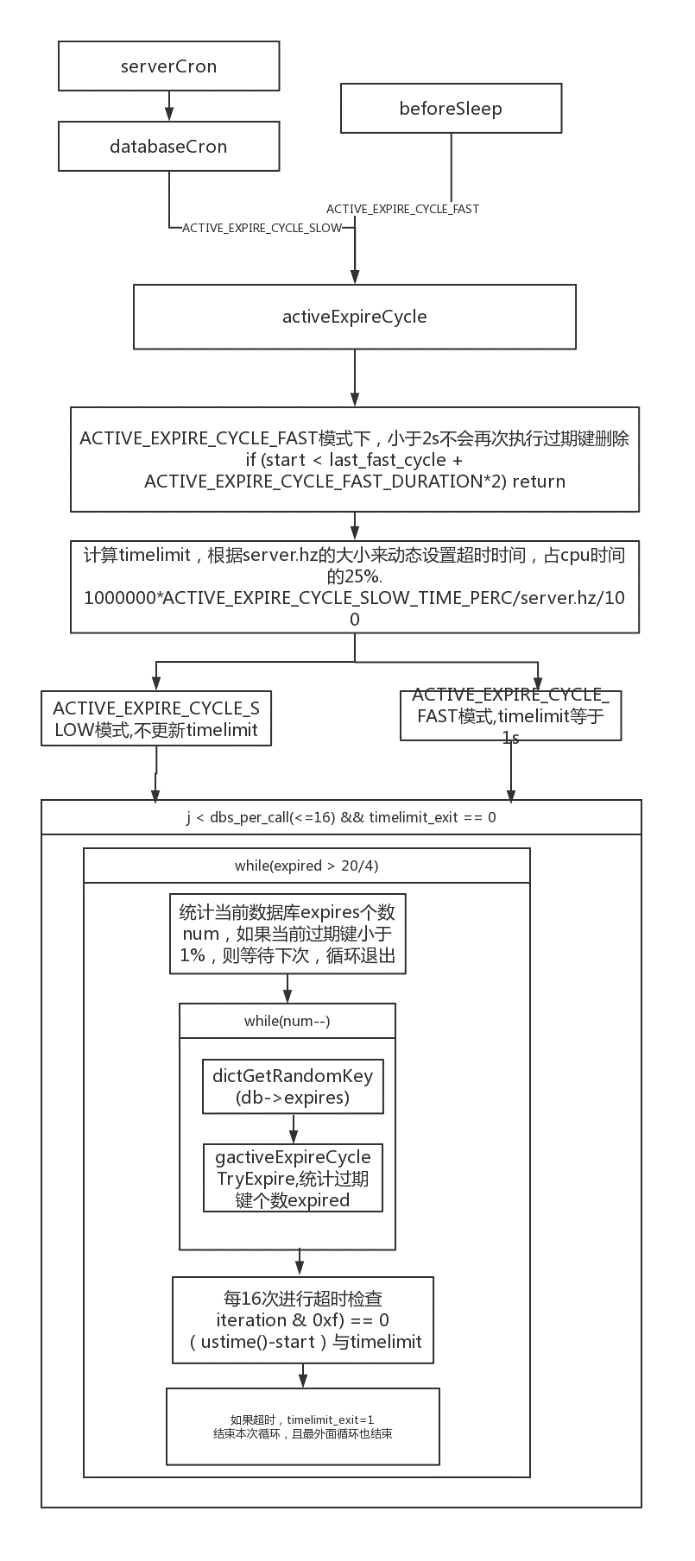 serverCron
beforeSleep
databaseCron
ACTIVE_EXPIRE_CYCLE_FAST
ACTIVE_EXPIRE_CYCLE_SLOW
activeExpireCycle
ACTIVE_EXPIRE_CYCLE_FAST模式下，小于2s不会再次执行过期键删除
if (start < last_fast_cycle +
ACTIVE_EXPIRE_CYCLE_FAST_DURATION*2) return
计算timelimit，根据server.hz的大小来动态设置超时时间，占cpu时间
的25%.
1000000*ACTIVE_EXPIRE_CYCLE_SLOW_TIME_PERC/server.hz/10
0
ACTIVE_EXPIRE_CYCLE_S
LOW模式,不更新timelimit
ACTIVE_EXPIRE_CYCLE_
FAST模式,timelimit等于
1s
j < dbs_per_call(<=16) && timelimit_exit == 0
while(expired > 20/4)
统计当前数据库expires个数
num，如果当前过期键小于
1%，则等待下次，循环退出
while(num--)
dictGetRandomKey
(db->expires)
gactiveExpireCycle
TryExpire,统计过期
键个数expired
每16次进行超时检查
iteration & 0xf) == 0
（ustime()-start）与timelimit
如果超时，timelimit_exit=1
结束本次循环，且最外面循环也结束